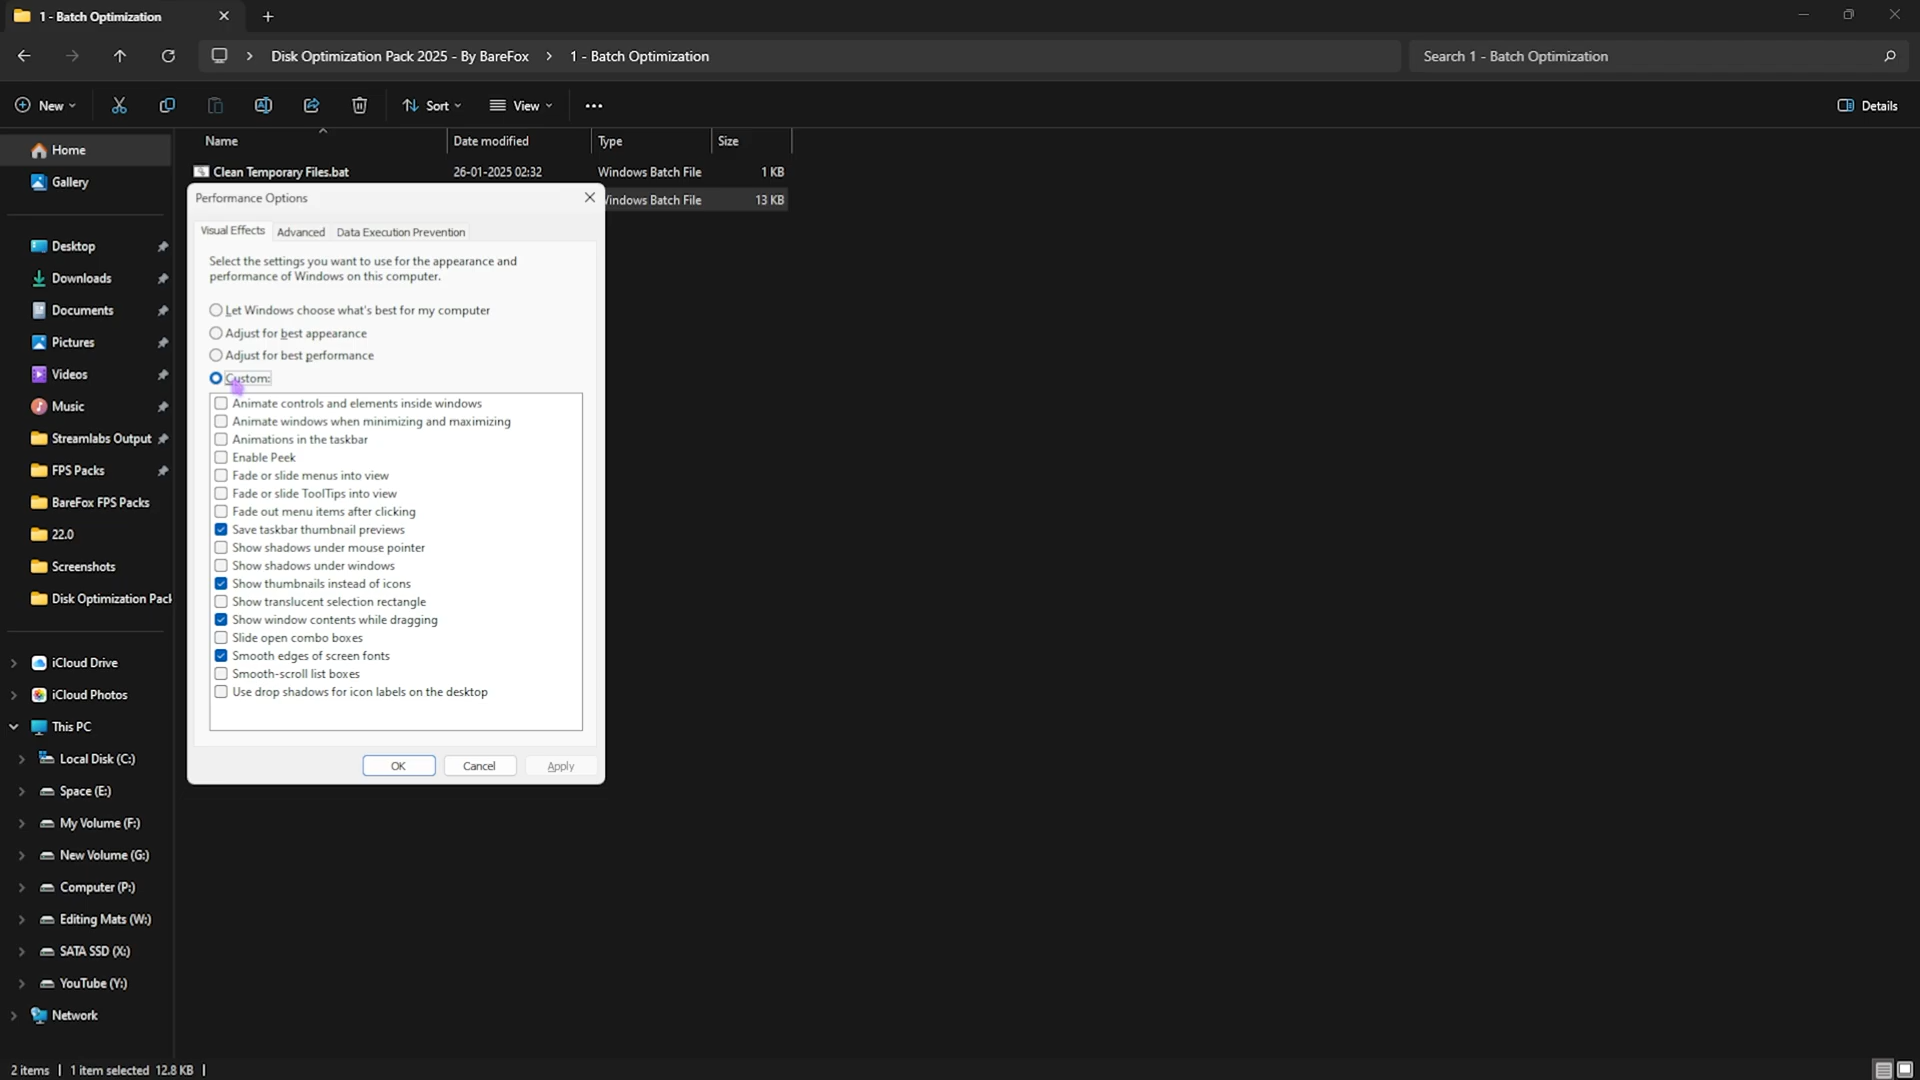 1 - Batch Optimization
Disk Optimization Pack 2025 - By BareFox > 1 - Batch Optimization
Search 1 - Batch Optimization
New
Sort
View
Details
Name
Date modified
Type
Size
Home
Gallery
Desktop
Downloads
Documents
Pictures
Videos
Music
Streamlabs Output
FPS Packs
BareFox FPS Packs
22.0
Screenshots
Disk Optimization Pack
iCloud Drive
iCloud Photos
This PC
Local Disk (C:)
Space (E:)
My Volume (F:)
New Volume (G:)
Computer (P:)
Editing Mats (W:)
SATA SSD (X:)
YouTube (Y:)
Network
Clean Temporary Files.bat 26-01-2025 02:32 Windows Batch File 1 KB
Windows Batch File 13 KB
Performance Options
Visual Effects
Advanced
Data Execution Prevention
Select the settings you want to use for the appearance and
performance of Windows on this computer.
Let Windows choose what's best for my computer
Adjust for best appearance
Adjust for best performance
Custom:
Animate controls and elements inside windows
Animate windows when minimizing and maximizing
Animations in the taskbar
Enable Peek
Fade or slide menus into view
Fade or slide ToolTips into view
Fade out menu items after clicking
Save taskbar thumbnail previews
Show shadows under mouse pointer
Show shadows under windows
Show thumbnails instead of icons
Show translucent selection rectangle
Show window contents while dragging
Slide open combo boxes
Smooth edges of screen fonts
Smooth-scroll list boxes
Use drop shadows for icon labels on the desktop
OK
Cancel
Apply
2 items | 1 item selected 12.8 KB |